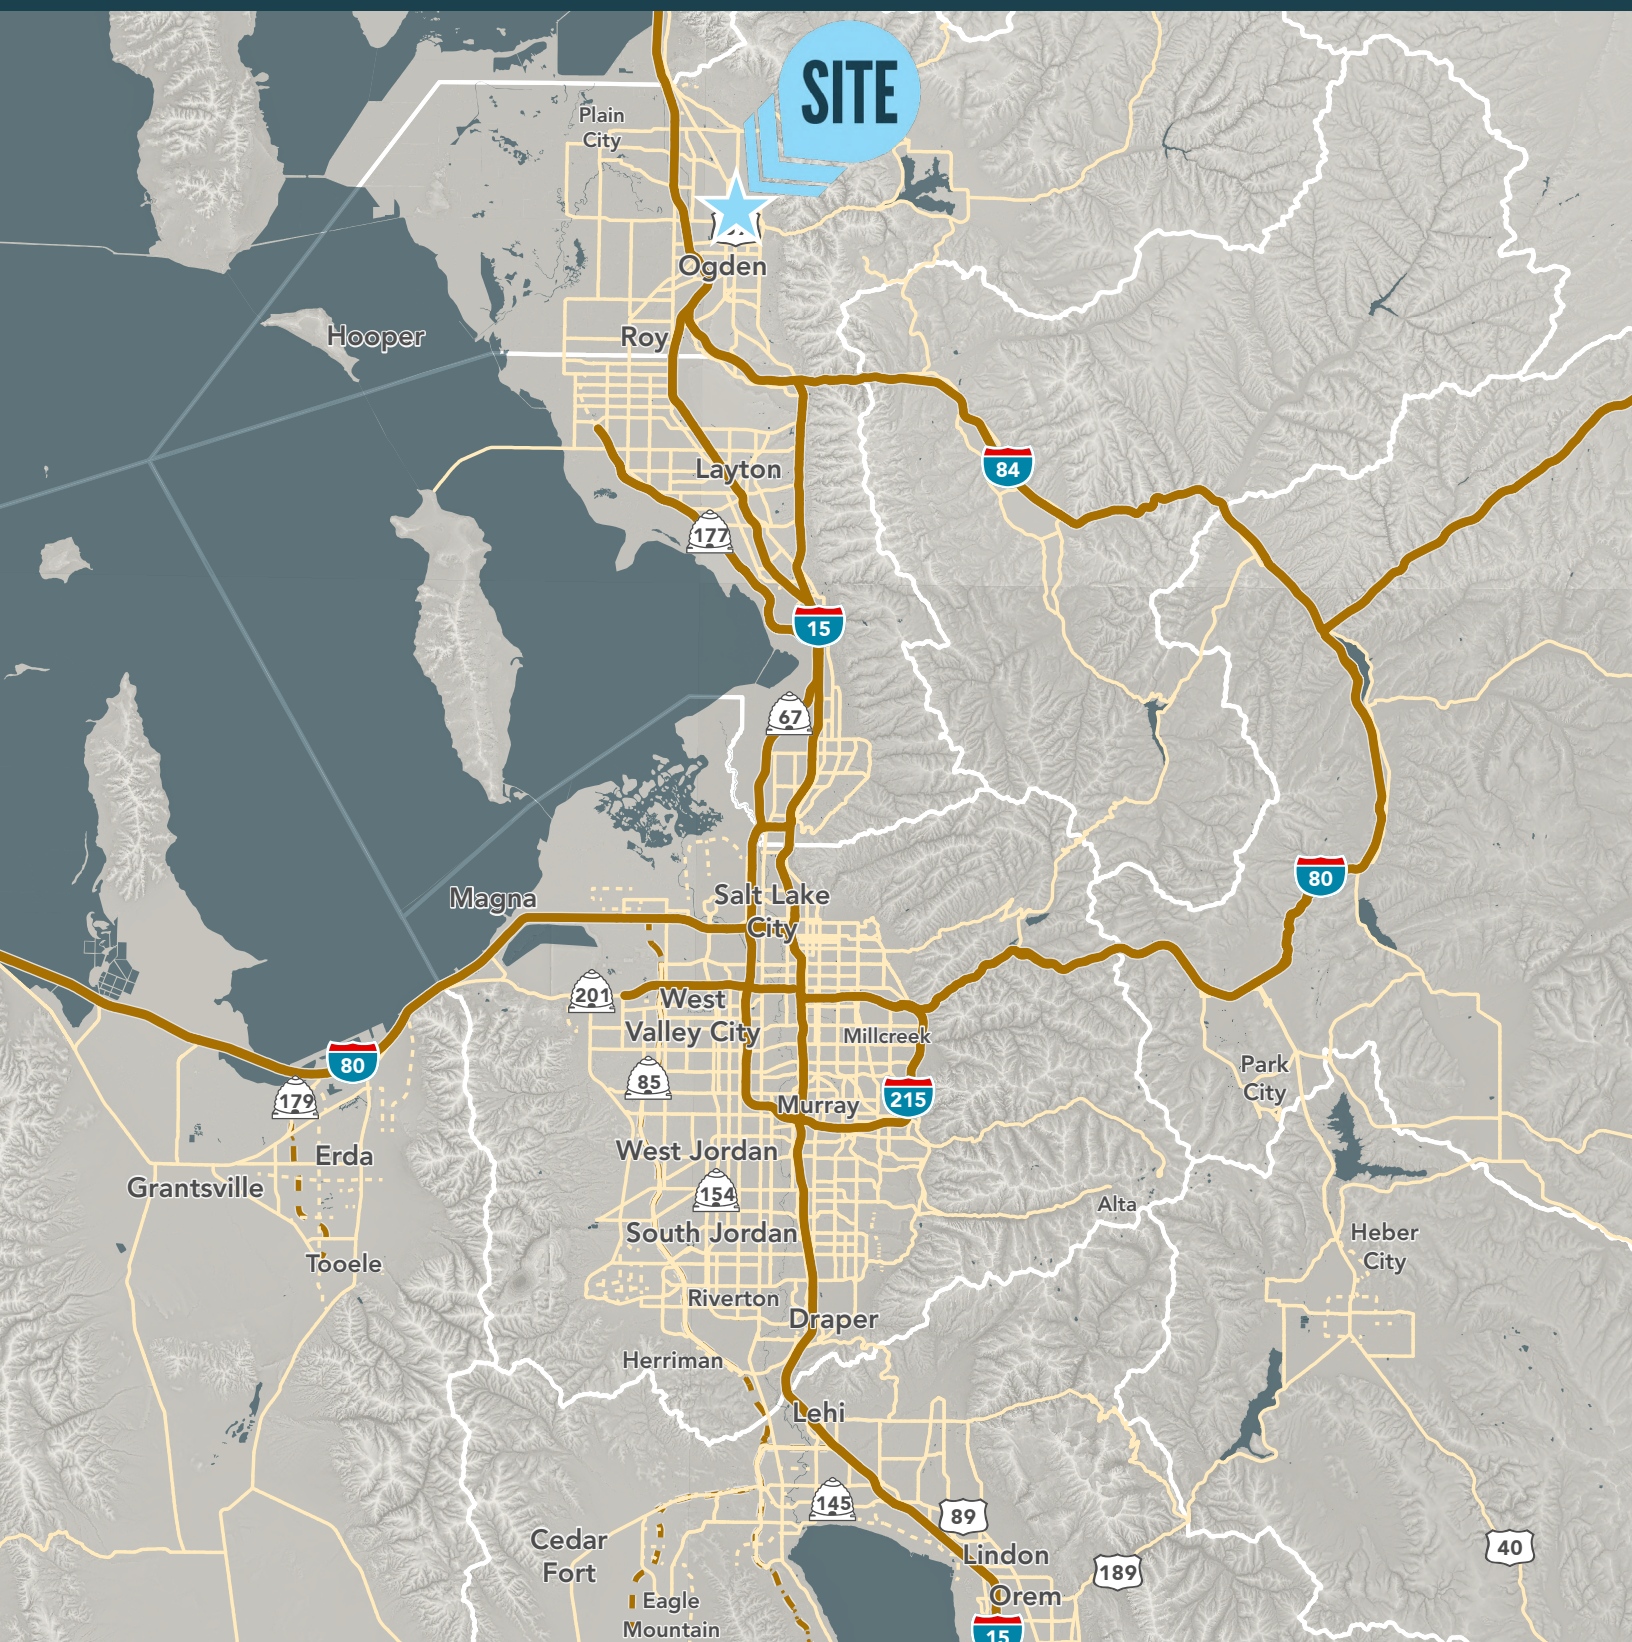 SITE
Plain
City
Ogden
Hooper
Roy
84
Layton
177
15
67
80
Magna
Salt Lake
City
201
West
Valley City
Millcreek
80
85
Park
City
215
179
Murray
Erda
West Jordan
Grantsville
154
Alta
South Jordan
Heber
City
Tooele
Riverton
Draper
Herriman
Lehi
145
89
Cedar
Fort
Lindon
40
189
Orem
Eagle
Mountain
15